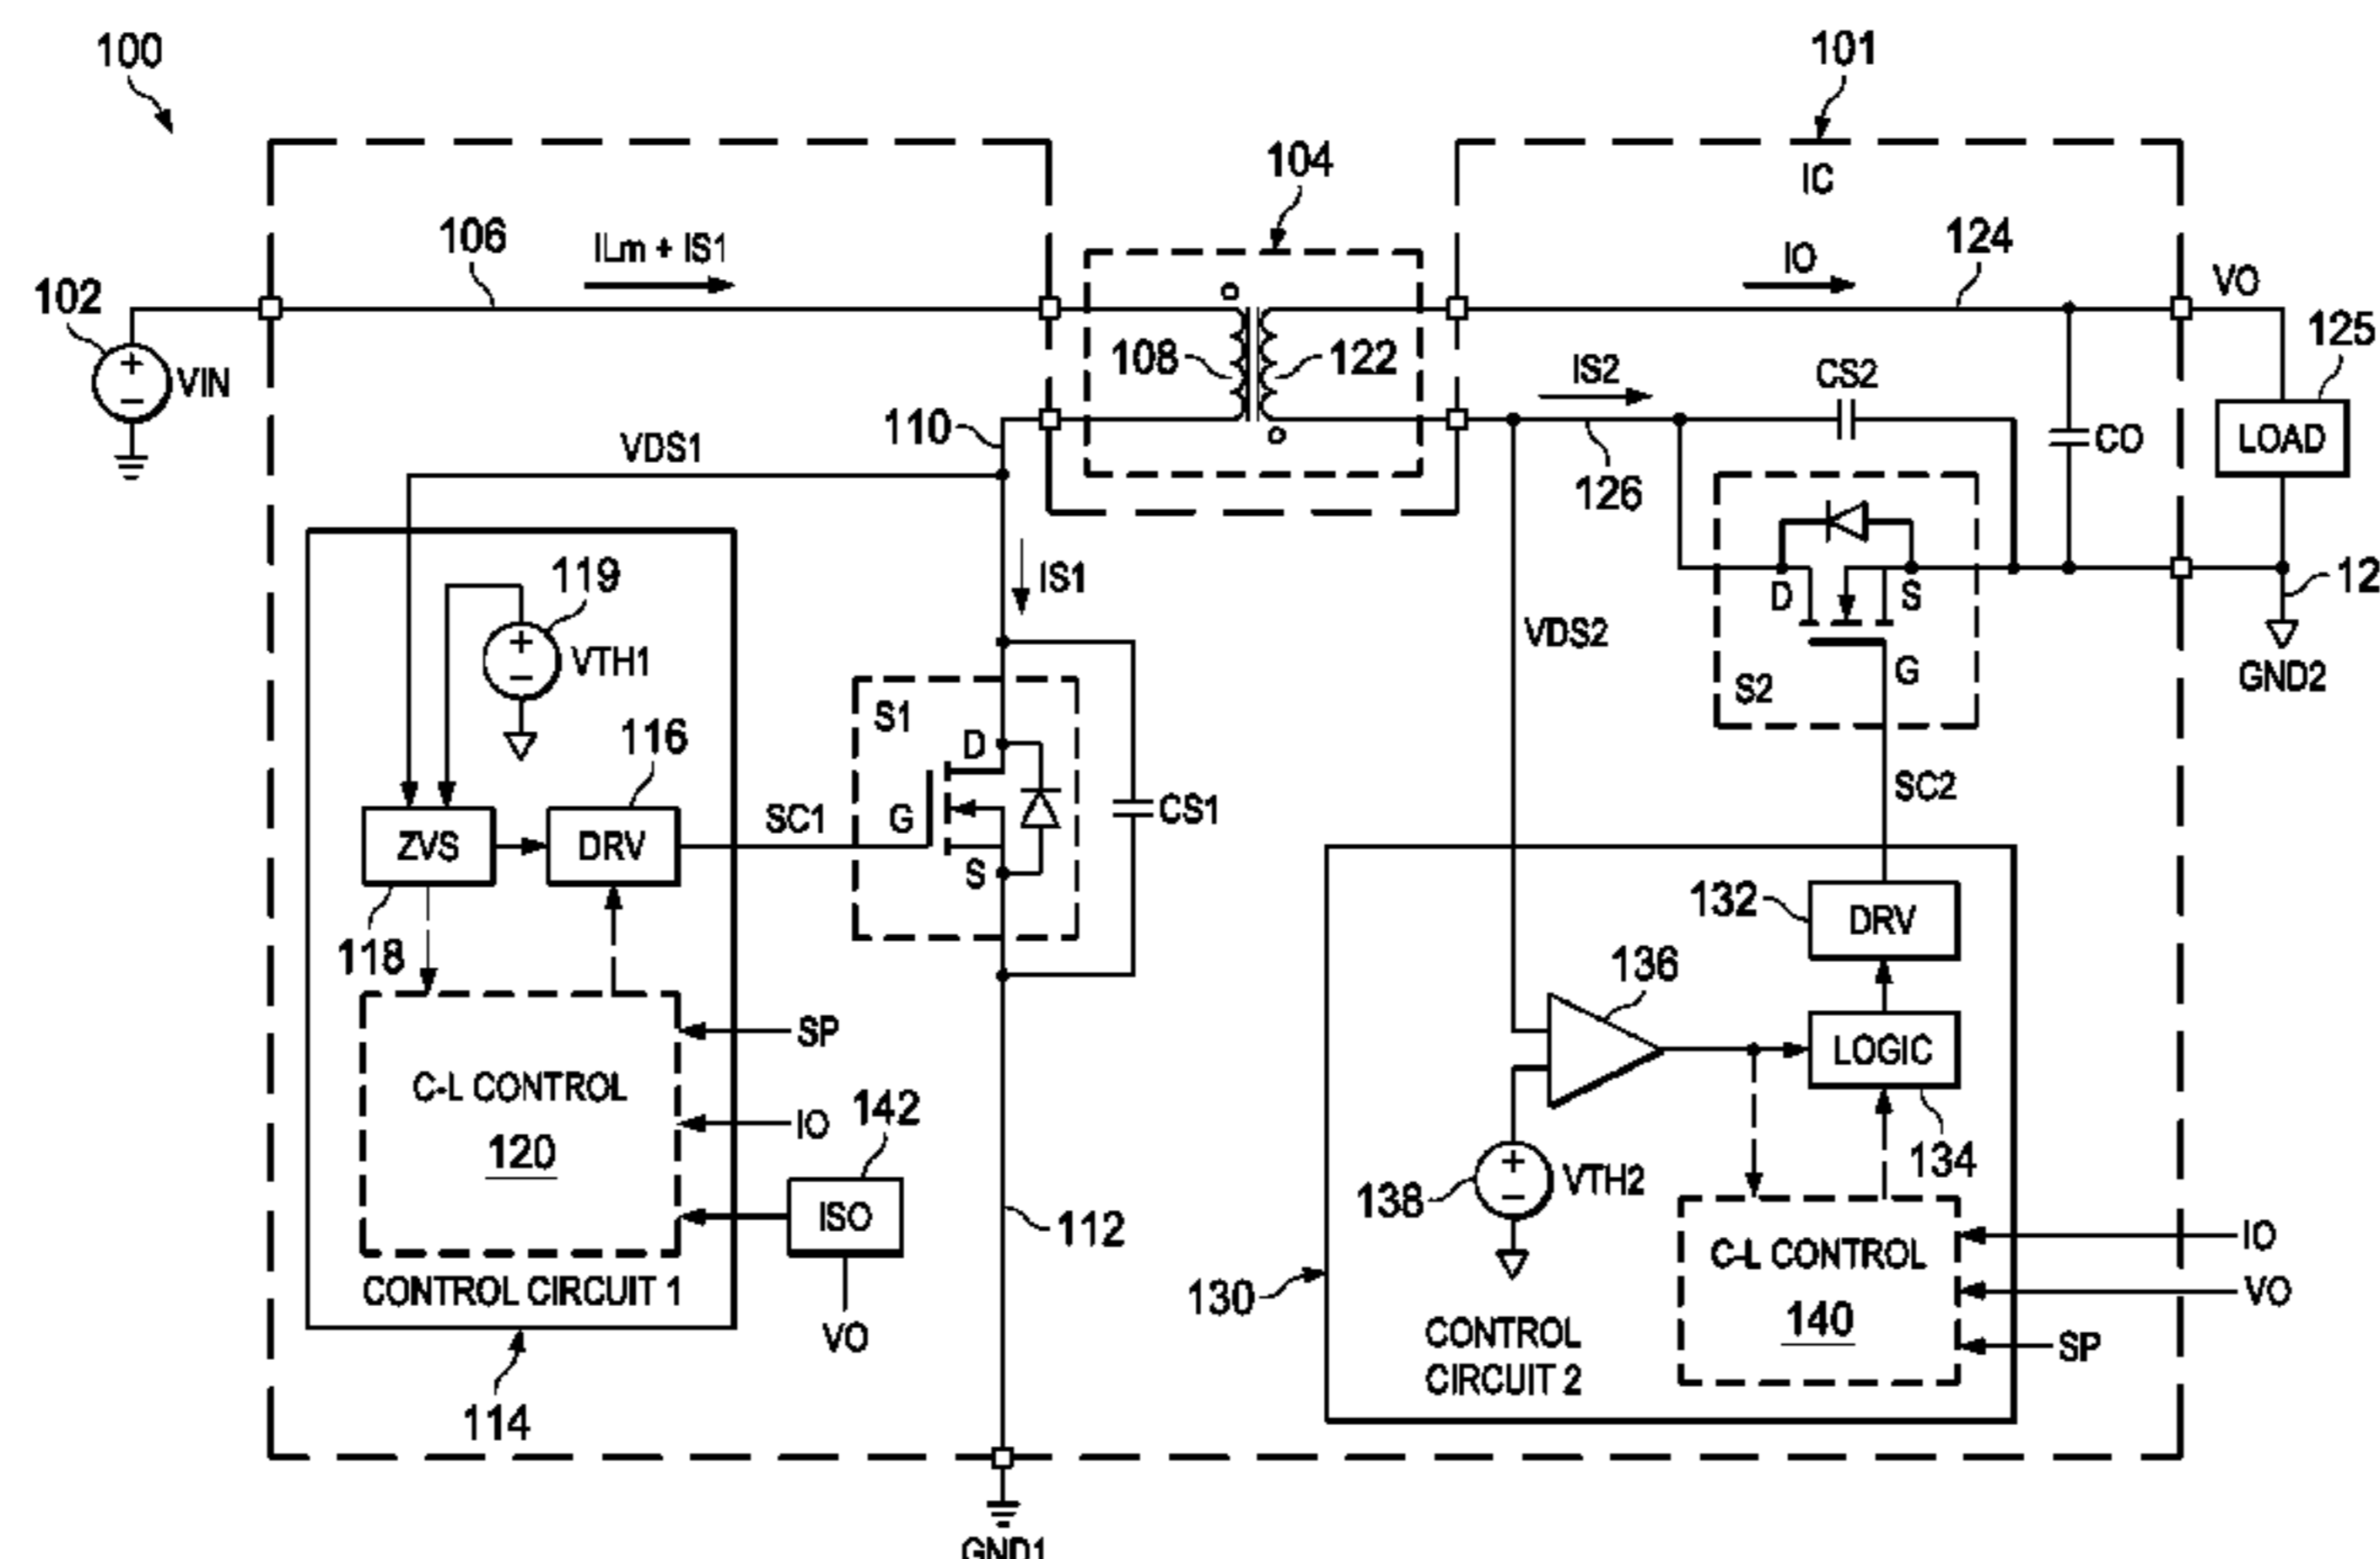 100
101
104
IC
106
ILm + IS1
IO
124
102
VO
VIN
125
108
122
IS2
CS2
110
LOAD
CO
VDS1
126
119
IS1
12
D
S
VTH1
VDS2
G
S2
GND2
S1
116
D
SC2
ZVS
DRV
SC1
G
CS1
S
132
DRV
118
136
SP
LOGIC
C-L CONTROL
142
IO
120
134
138
VTH2
ISO
112
IO
C-L CONTROL
CONTROL CIRCUIT 1
130
VO
140
VO
CONTROL
CIRCUIT 2
SP
114
GND1